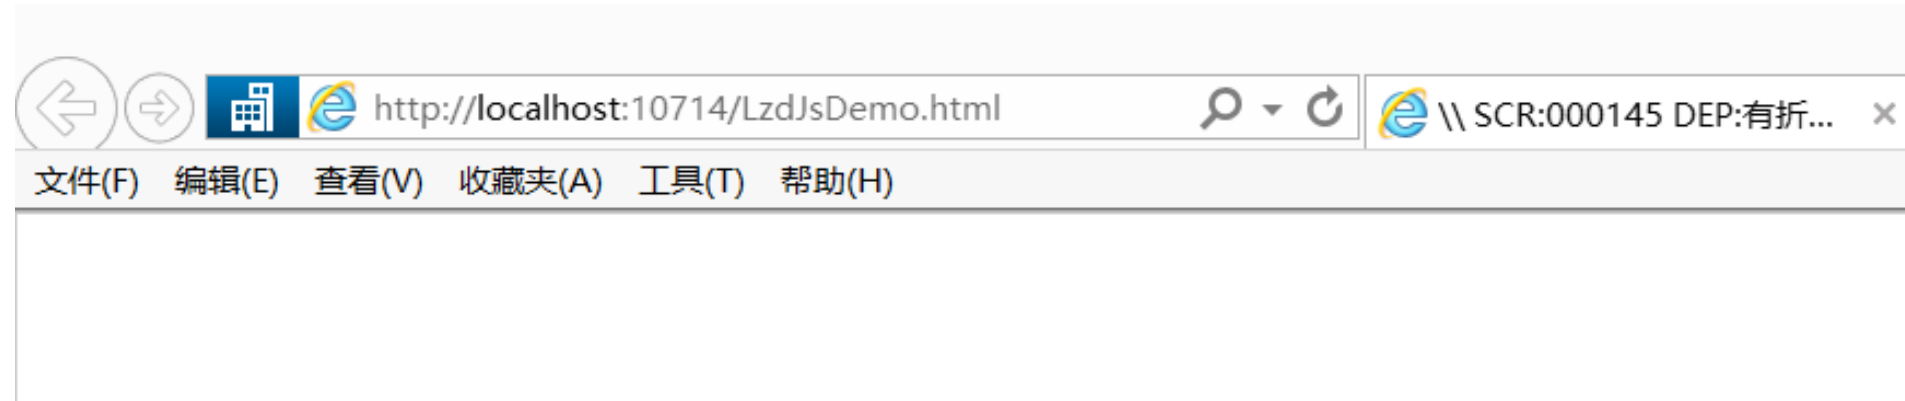 http://localhost:10714/LzdJsDemo.html
\\ SCR:000145 DEP:有折...
文件(F) 编辑(E) 查看(V) 收藏夹(A) 工具(T) 帮助(H)